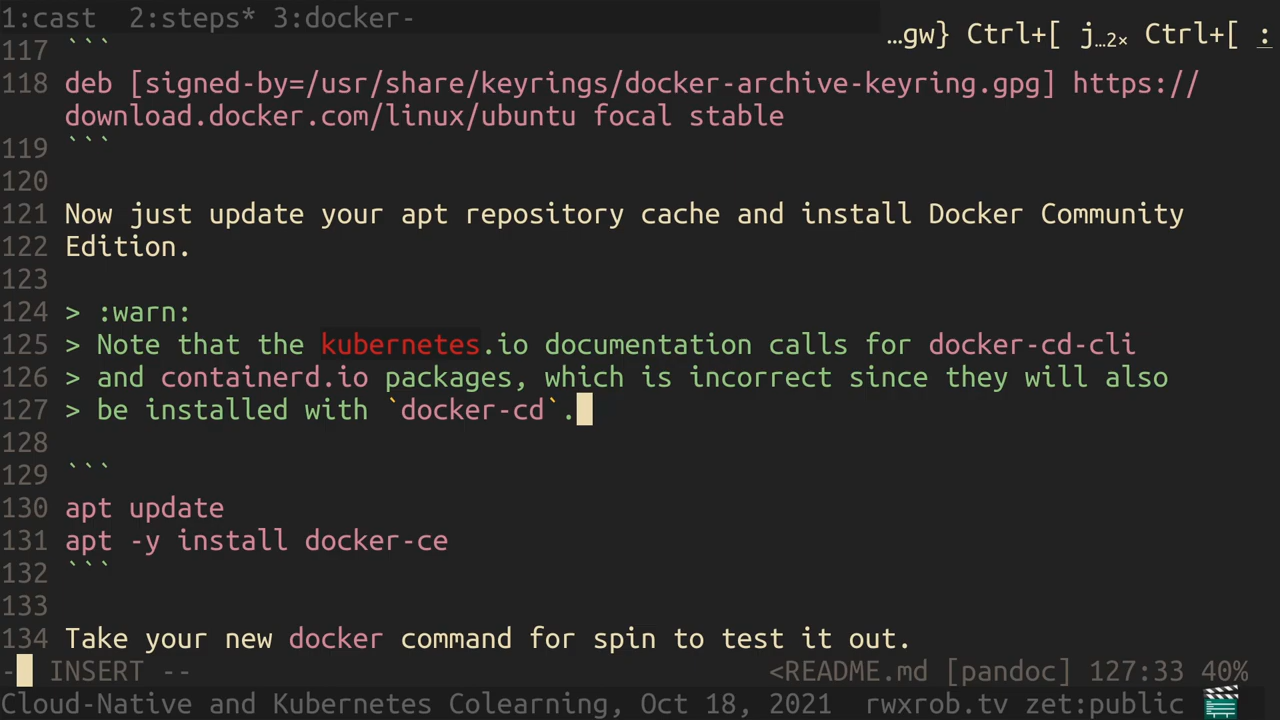 1:cast  2:steps* 3:docker-
…gw} Ctrl+[ j…2× Ctrl+[ :
117 ```
118 deb [signed-by=/usr/share/keyrings/docker-archive-keyring.gpg] https://
download.docker.com/linux/ubuntu focal stable
119 ```
120
121 Now just update your apt repository cache and install Docker Community
122 Edition.
123
124 > :warn:
125 > Note that the kubernetes.io documentation calls for docker-cd-cli
126 > and containerd.io packages, which is incorrect since they will also
127 > be installed with `docker-cd`.
128
129 ```
130 apt update
131 apt -y install docker-ce
132 ```
133
134 Take your new docker command for spin to test it out.
-- INSERT -- <README.md [pandoc] 127:33 40%
Cloud-Native and Kubernetes Colearning, Oct 18, 2021  rwxrob.tv zet:public 🎬